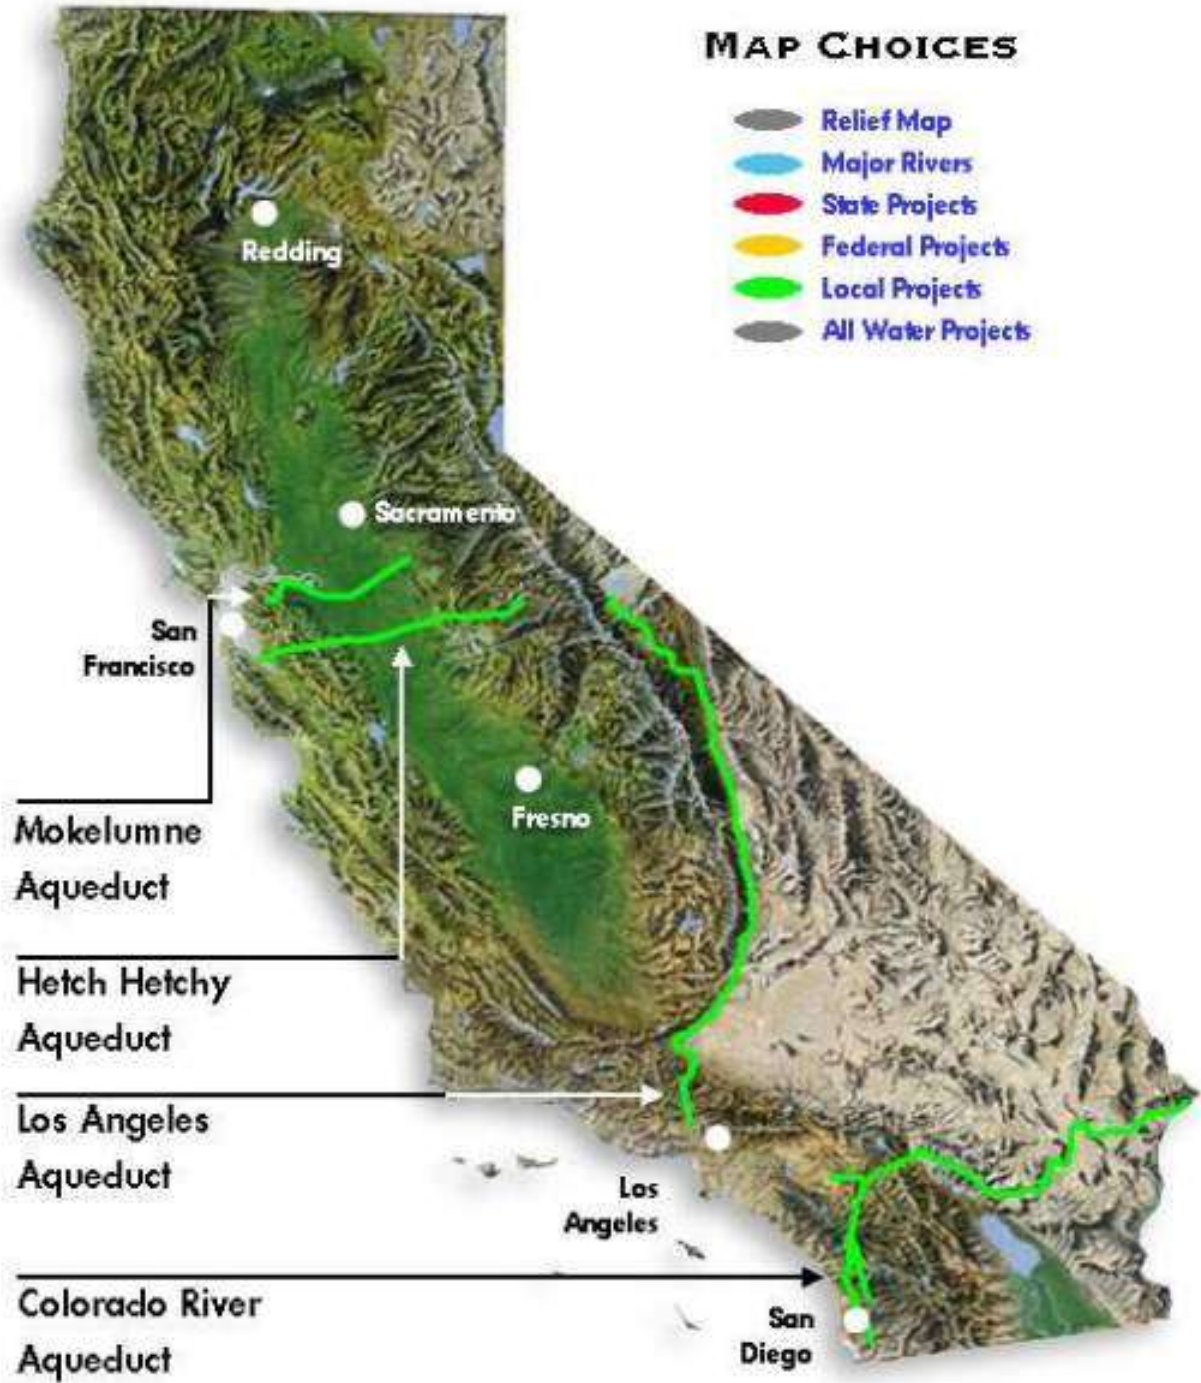 MAP CHOICES
Relief Map
Major Rivers
State Projects
Federal Projects
Local Projects
All Water Projects
Redding
Sacramento
San
Francisco
Fresno
Mokelumne
Aqueduct
Hetch Hetchy
Aqueduct
Los Angeles
Aqueduct
Los
Angeles
Colorado River
Aqueduct
San
Diego